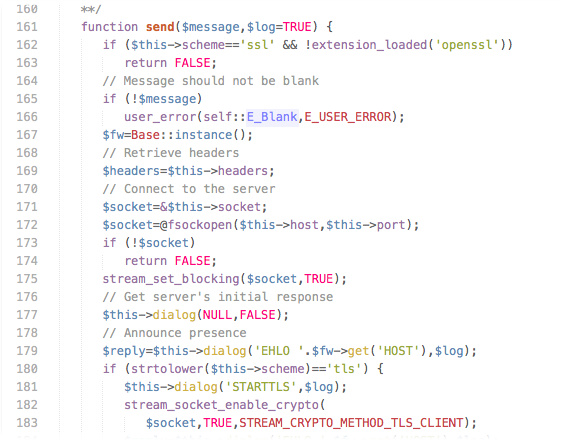 160 **/
161 function send($message,$log=TRUE) {
162 if ($this->scheme=='ssl' && !extension_loaded('openssl'))
163 return FALSE;
164 // Message should not be blank
165 if (!$message)
166 user_error(self::E_Blank,E_USER_ERROR);
167 $fw=Base::instance();
168 // Retrieve headers
169 $headers=$this->headers;
170 // Connect to the server
171 $socket=&$this->socket;
172 $socket=@fsockopen($this->host,$this->port);
173 if (!$socket)
174 return FALSE;
175 stream_set_blocking($socket,TRUE);
176 // Get server's initial response
177 $this->dialog(NULL,FALSE);
178 // Announce presence
179 $reply=$this->dialog('EHLO '.$fw->get('HOST'),$log);
180 if (strtolower($this->scheme)=='tls') {
181 $this->dialog('STARTTLS',$log);
182 stream_socket_enable_crypto(
183 $socket,TRUE,STREAM_CRYPTO_METHOD_TLS_CLIENT);